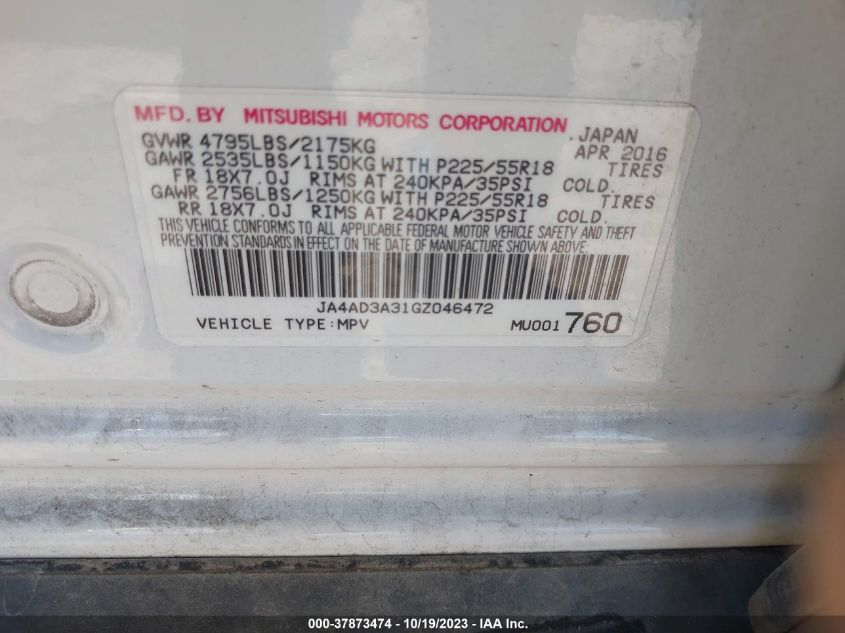 MFD. BY MITSUBISHI MOTORS CORPORATION
, JAPAN
GVWR 4795LBS/2175KG APR 2016
GAWR 2535LBS/1150KG WITH P225/55R18 TIRES
FR 18X7.0J RIMS AT 240KPA/35PSI COLD.
GAWR 2756LBS/1250KG WITH P225/55R18 TIRES
RR 18X7.0J RIMS AT 240KPA/35PSI COLD.
THIS VEHICLE CONFORMS TO ALL APPLICABLE FEDERAL MOTOR VEHICLE SAFETY AND THEFT
PREVENTION STANDARDS IN EFFECT ON THE DATE OF MANUFACTURE SHOWN ABOVE.
JA4AD3A31GZ046472
VEHICLE TYPE:MPV MU001760
000-37873474 - 10/19/2023 - IAA Inc.